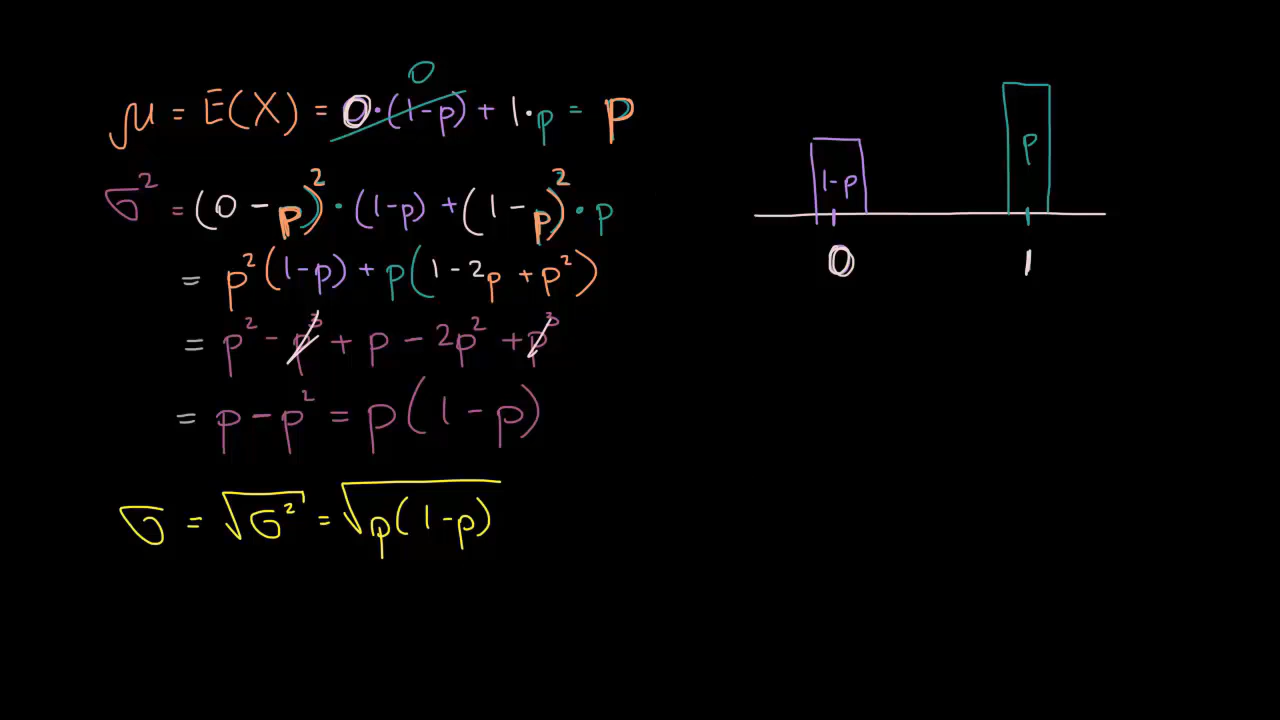 μ = E(X) = 0·(1-p) + 1·p = p
0
σ² = (0 - p)²·(1-p) + (1 - p)²·p
= p²(1-p) + p(1 - 2p + p²)
= p² - p³ + p - 2p² + p³
= p - p² = p(1 - p)
σ = √σ² = √p(1-p)
1-p
p
0
1